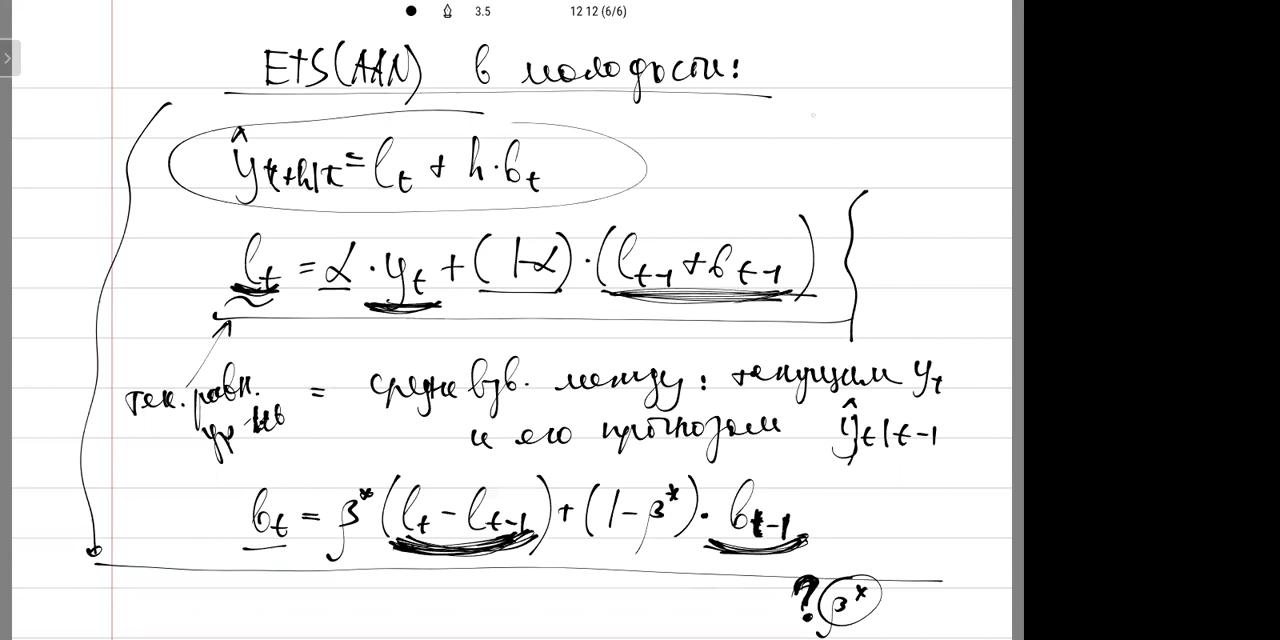 3.5 12 12 (6/6)
ETS(AAN) в молодости:
ŷ_{t+h|t} = l_t + h·b_t
l_t = α·y_t + (1-α)·(l_{t-1} + b_{t-1})
тек. равн. = средневзв. между: текущим y_t
ур-нь и его прогнозом ŷ_{t|t-1}
b_t = β*(l_t - l_{t-1}) + (1-β*)·b_{t-1}
? β*